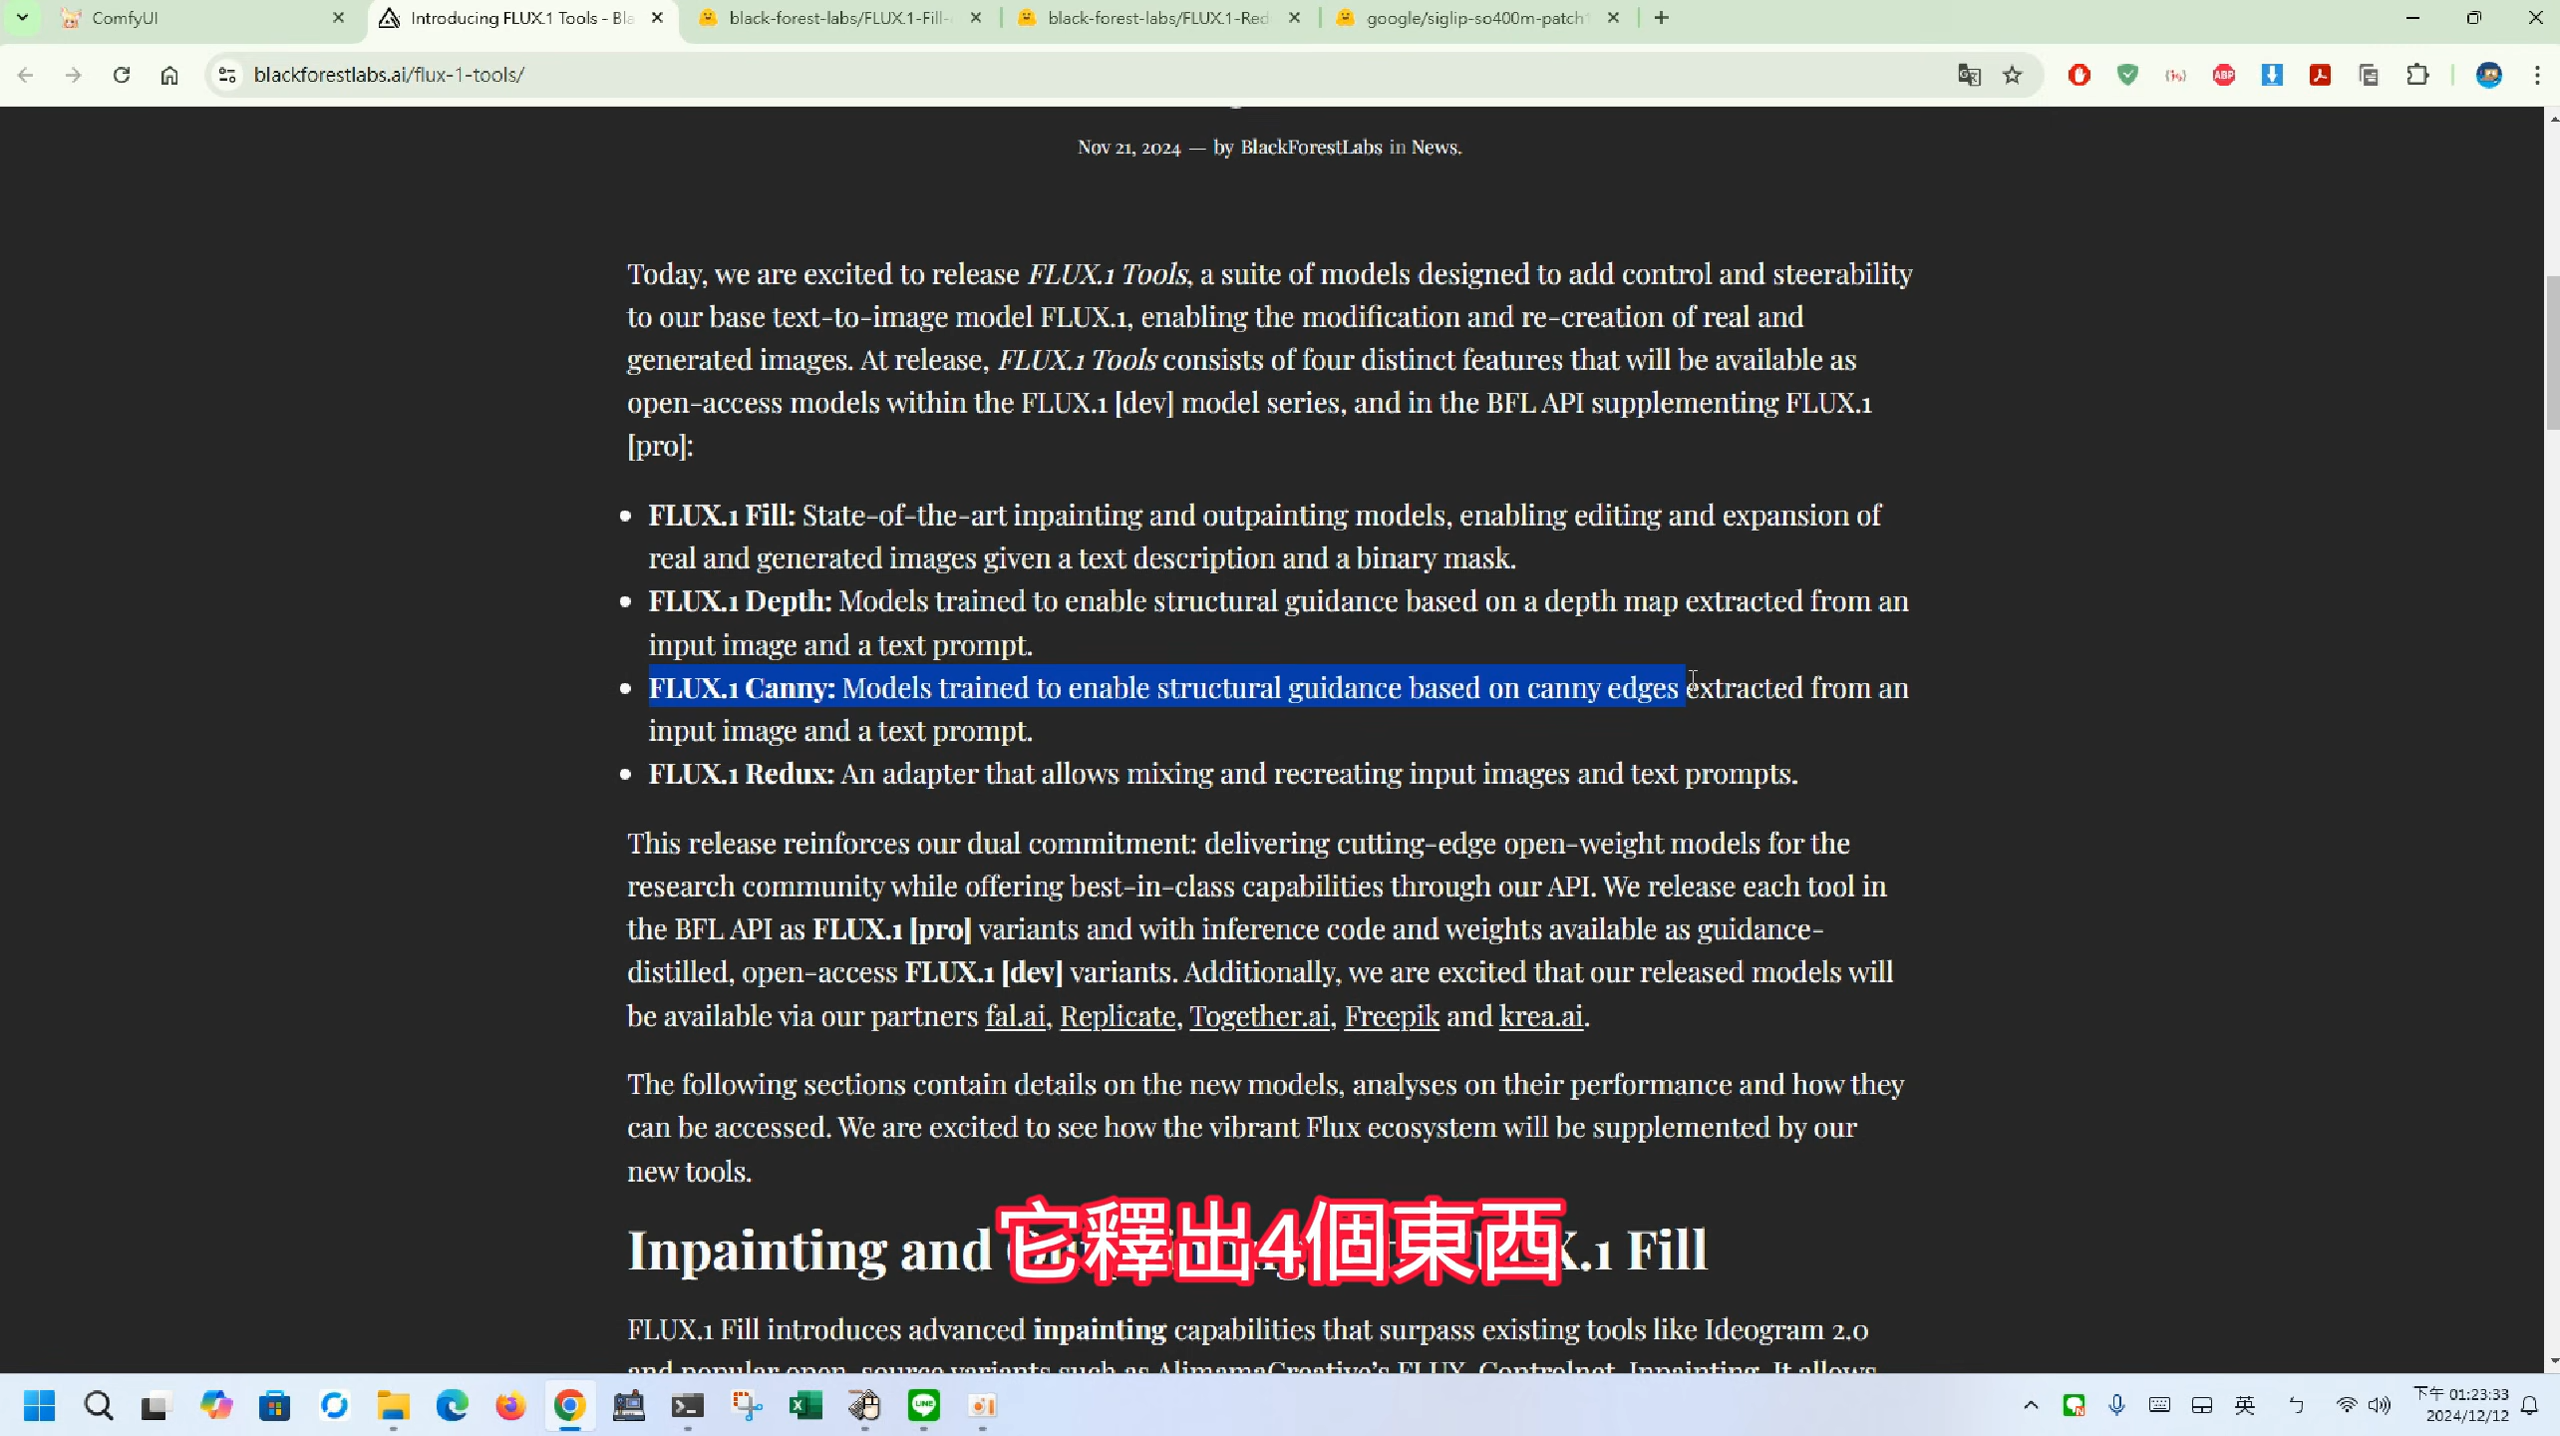 ComfyUI
Introducing FLUX.1 Tools - Bla
black-forest-labs/FLUX.1-Fill-
black-forest-labs/FLUX.1-Red
google/siglip-so400m-patch
blackforestlabs.ai/flux-1-tools/
Nov 21, 2024 — by BlackForestLabs in News.
Today, we are excited to release FLUX.1 Tools, a suite of models designed to add control and steerability
to our base text-to-image model FLUX.1, enabling the modification and re-creation of real and
generated images. At release, FLUX.1 Tools consists of four distinct features that will be available as
open-access models within the FLUX.1 [dev] model series, and in the BFL API supplementing FLUX.1
[pro]:
• FLUX.1 Fill: State-of-the-art inpainting and outpainting models, enabling editing and expansion of
real and generated images given a text description and a binary mask.
• FLUX.1 Depth: Models trained to enable structural guidance based on a depth map extracted from an
input image and a text prompt.
• FLUX.1 Canny: Models trained to enable structural guidance based on canny edges extracted from an
input image and a text prompt.
• FLUX.1 Redux: An adapter that allows mixing and recreating input images and text prompts.
This release reinforces our dual commitment: delivering cutting-edge open-weight models for the
research community while offering best-in-class capabilities through our API. We release each tool in
the BFL API as FLUX.1 [pro] variants and with inference code and weights available as guidance-
distilled, open-access FLUX.1 [dev] variants. Additionally, we are excited that our released models will
be available via our partners fal.ai, Replicate, Together.ai, Freepik and krea.ai.
The following sections contain details on the new models, analyses on their performance and how they
can be accessed. We are excited to see how the vibrant Flux ecosystem will be supplemented by our
new tools.
Inpainting and X.1 Fill
它釋出4個東西
FLUX.1 Fill introduces advanced inpainting capabilities that surpass existing tools like Ideogram 2.0
and popular open-source variants such as AlimamaCreative's FLUX-Controlnet-Inpainting. It allows
ABP
LINE
英
ㄅ
下午 01:23:33
2024/12/12